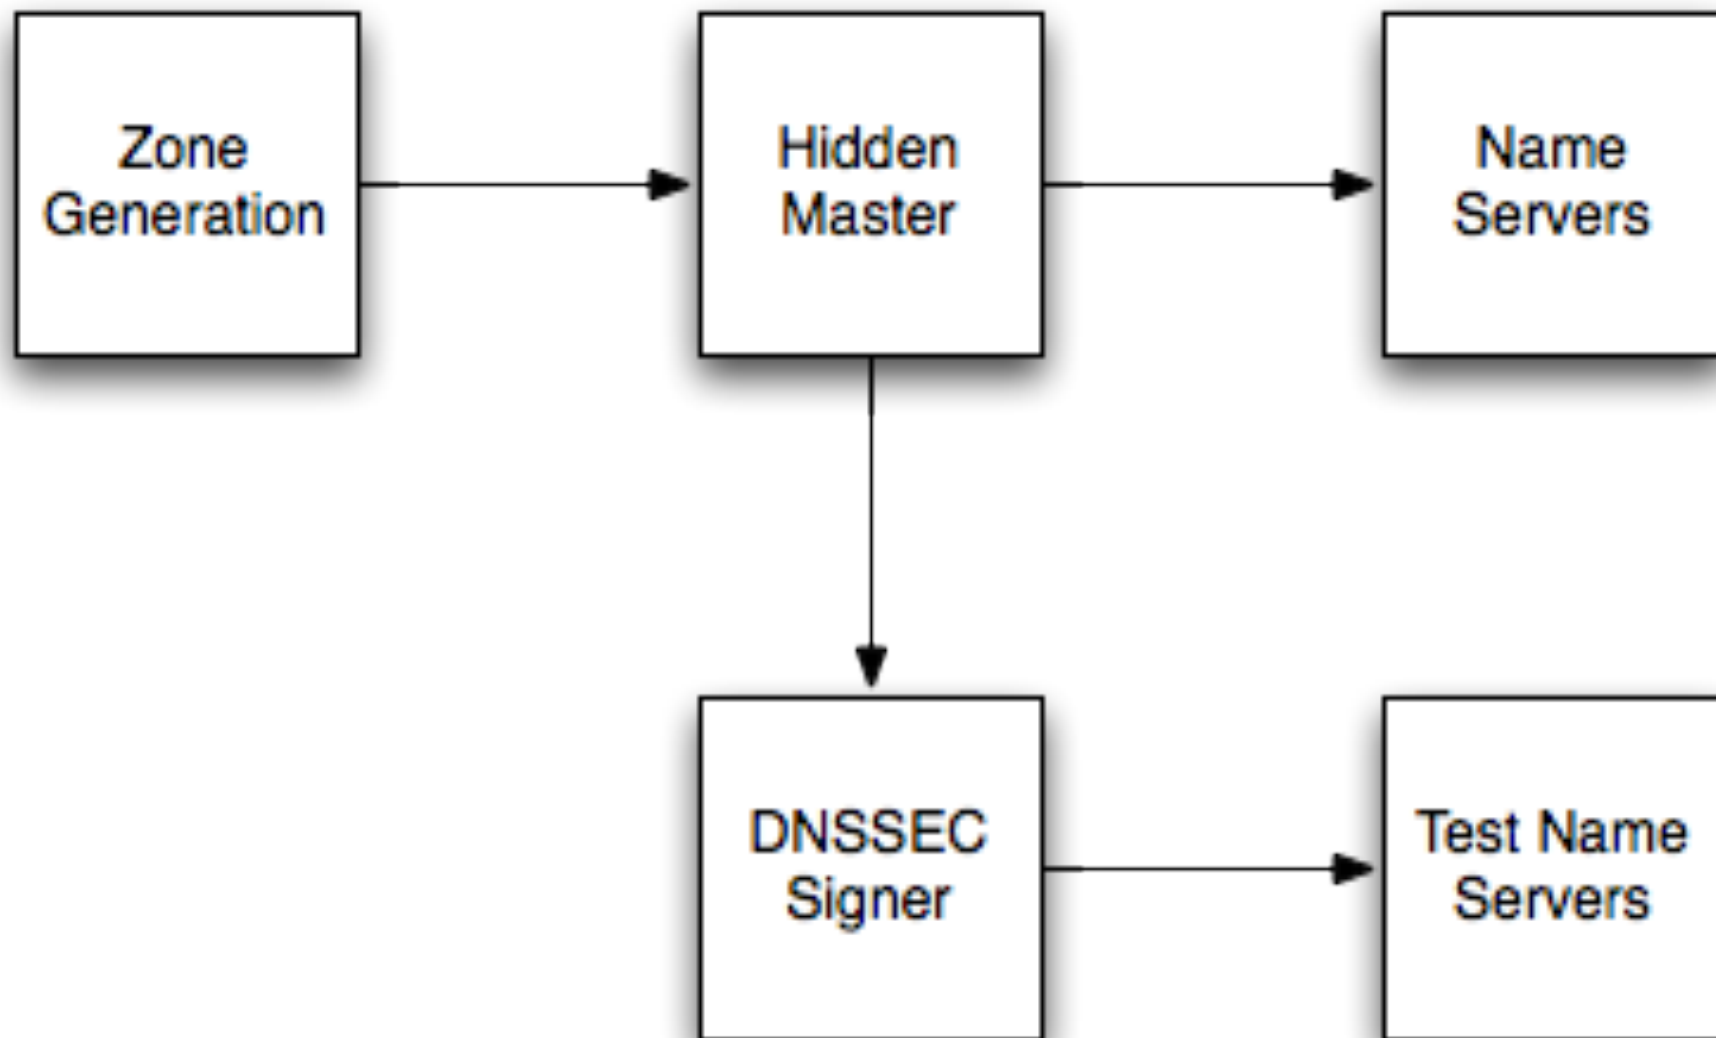 Zone
Generation
Hidden
Master
Name
Servers
DNSSEC
Signer
Test Name
Servers